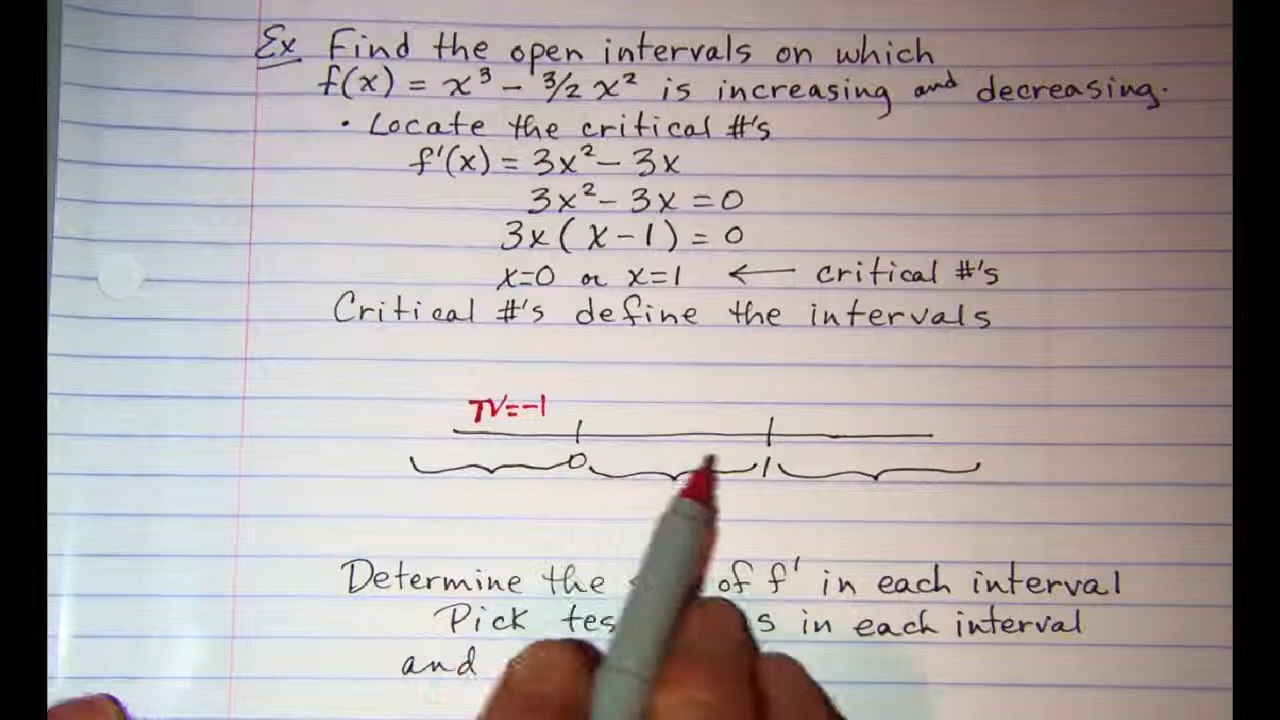 Ex Find the open intervals on which
f(x) = x³ - 3/2 x² is increasing and decreasing.
• Locate the critical #'s
f'(x) = 3x² - 3x
3x² - 3x = 0
3x(x-1) = 0
x=0 or x=1 ← critical #'s
Critical #'s define the intervals
TV=-1
0 1
Determine the of f' in each interval
Pick in each interval
and